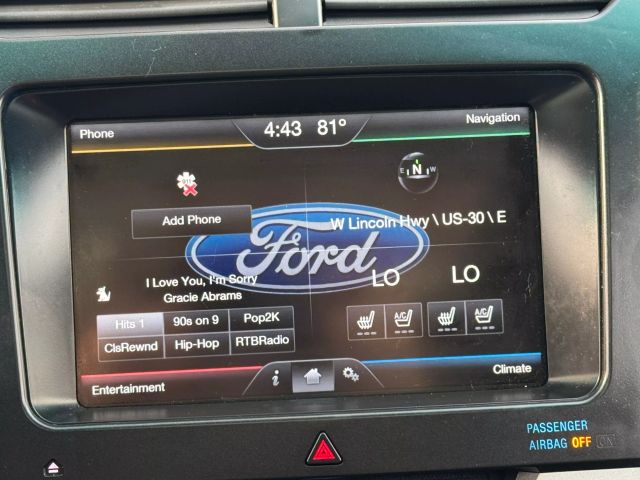 Phone
4:43 81°
Navigation
E N W
Add Phone
W Lincoln Hwy \ US-30 \ E
Ford
I Love You, I'm Sorry
Gracie Abrams
LO
LO
Hits 1
90s on 9
Pop2K
A/C
A/C
ClsRewnd
Hip-Hop
RTBRadio
Entertainment
i
Climate
PASSENGER
AIRBAG OFF ON